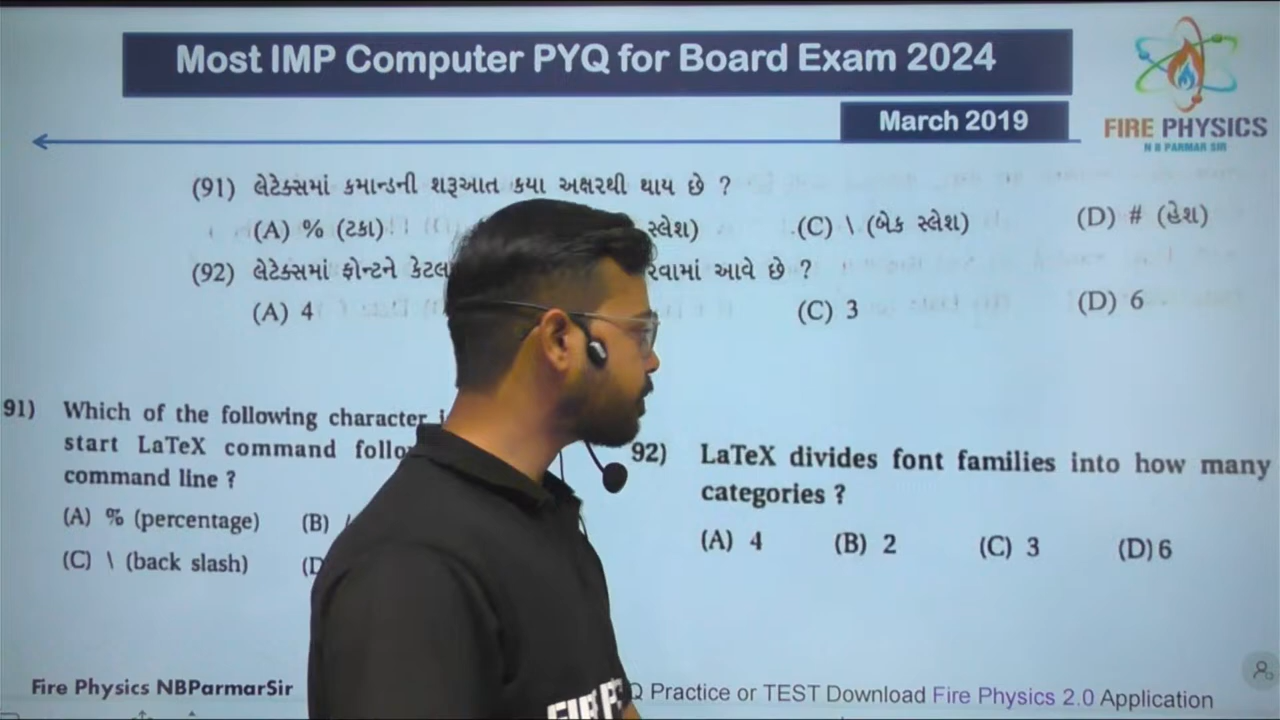 Most IMP Computer PYQ for Board Exam 2024
March 2019
FIRE PHYSICS
N B PARMAR SIR
(91) લેટેક્સમાં કમાન્ડની શરૂઆત કયા અક્ષરથી થાય છે ?
(A) % (ટકા) સ્લેશ) (C) \ (બેક સ્લેશ) (D) # (હેશ)
(92) લેટેક્સમાં ફોન્ટને કેટલા આવે છે ?
(A) 4 (C) 3 (D) 6
91) Which of the following character
start LaTeX command
command line ?
(A) % (percentage) (B)
(C) \ (back slash)
92) LaTeX divides font families into how many
categories ?
(A) 4 (B) 2 (C) 3 (D) 6
Fire Physics NBParmarSir
Q Practice or TEST Download Fire Physics 2.0 Application